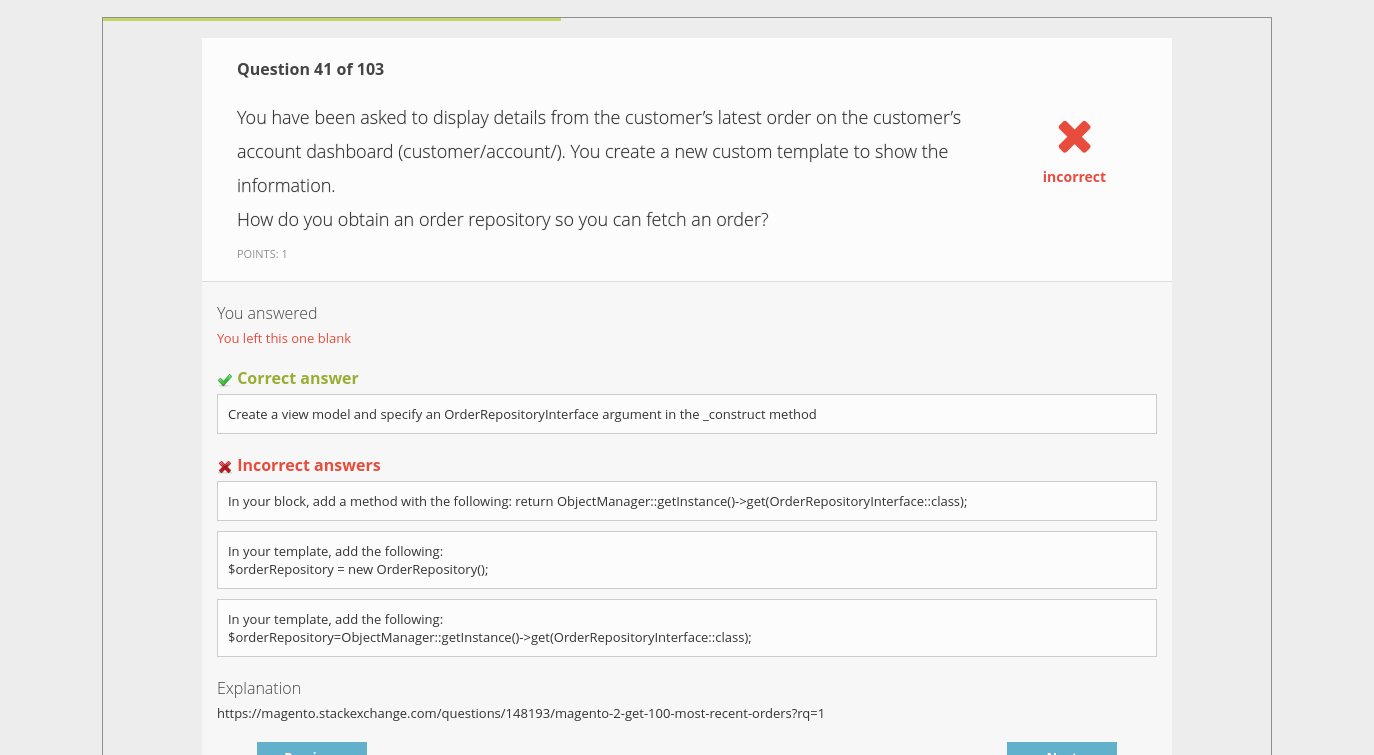 Question 41 of 103
You have been asked to display details from the customer’s latest order on the customer’s
account dashboard (customer/account/). You create a new custom template to show the
information.
How do you obtain an order repository so you can fetch an order?
incorrect
POINTS: 1
You answered
You left this one blank
Correct answer
Create a view model and specify an OrderRepositoryInterface argument in the _construct method
Incorrect answers
In your block, add a method with the following: return ObjectManager::getInstance()->get(OrderRepositoryInterface::class);
In your template, add the following:
$orderRepository = new OrderRepository();
In your template, add the following:
$orderRepository=ObjectManager::getInstance()->get(OrderRepositoryInterface::class);
Explanation
https://magento.stackexchange.com/questions/148193/magento-2-get-100-most-recent-orders?rq=1